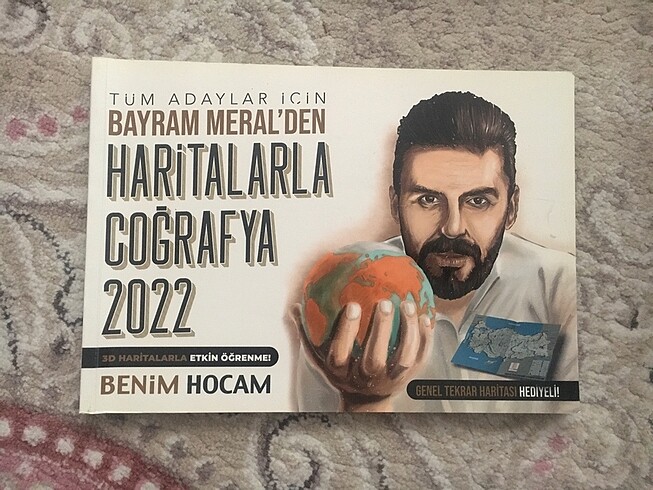 TÜM ADAYLAR İÇİN
BAYRAM MERAL'DEN
HARİTALARLA
COĞRAFYA
2022
3D HARİTALARLA ETKİN ÖĞRENME!
BENİM HOCAM
GENEL TEKRAR HARİTASI HEDİYELİ!